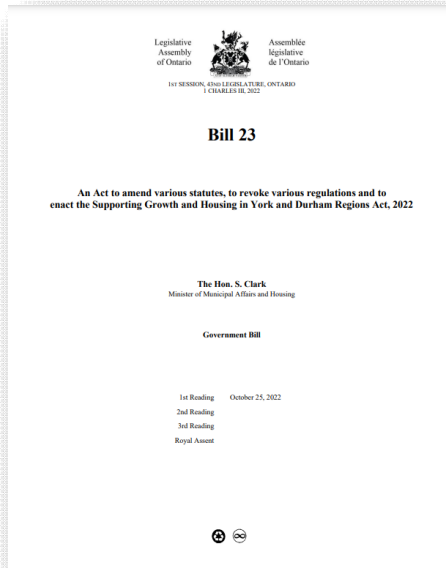 Legislative
Assembly
of Ontario
Assemblée
législative
de l'Ontario
1ST SESSION, 43RD LEGISLATURE, ONTARIO
1 CHARLES III, 2022
Bill 23
An Act to amend various statutes, to revoke various regulations and to
enact the Supporting Growth and Housing in York and Durham Regions Act, 2022
The Hon. S. Clark
Minister of Municipal Affairs and Housing
Government Bill
1st Reading October 25, 2022
2nd Reading
3rd Reading
Royal Assent